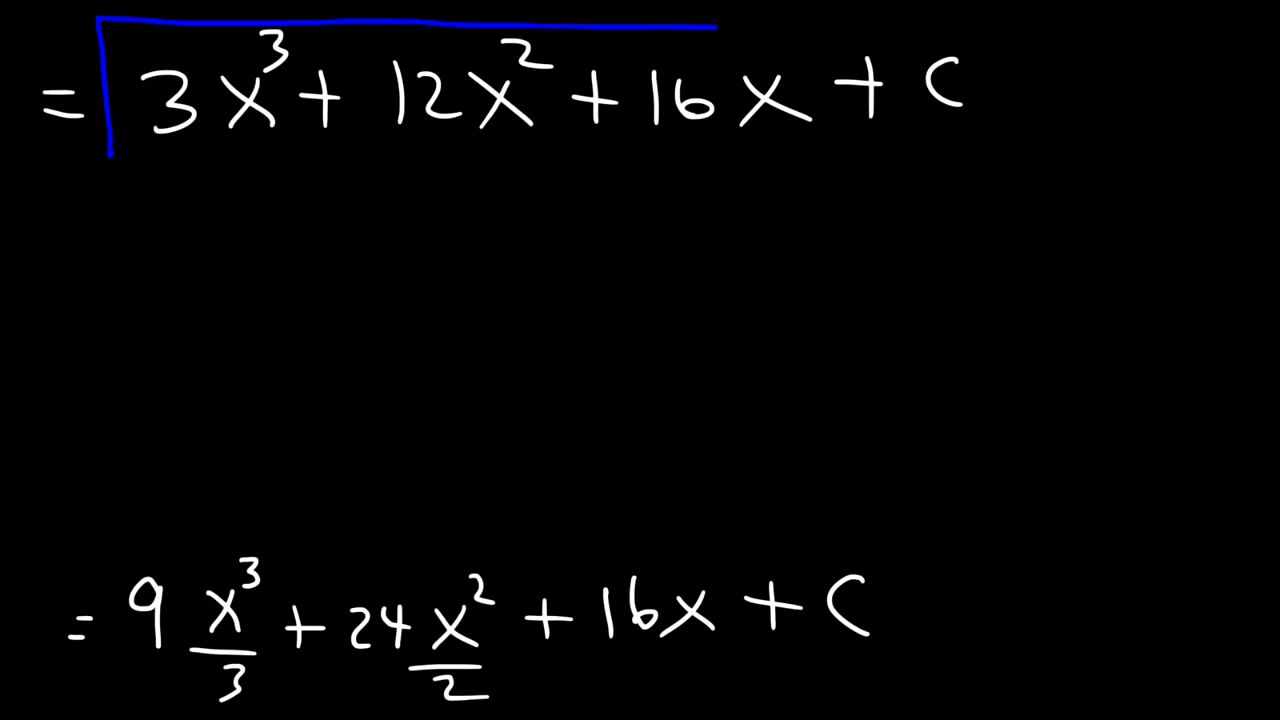 = 3x³ + 12x² + 16x + C
= 9 x³/3 + 24 x²/2 + 16x + C